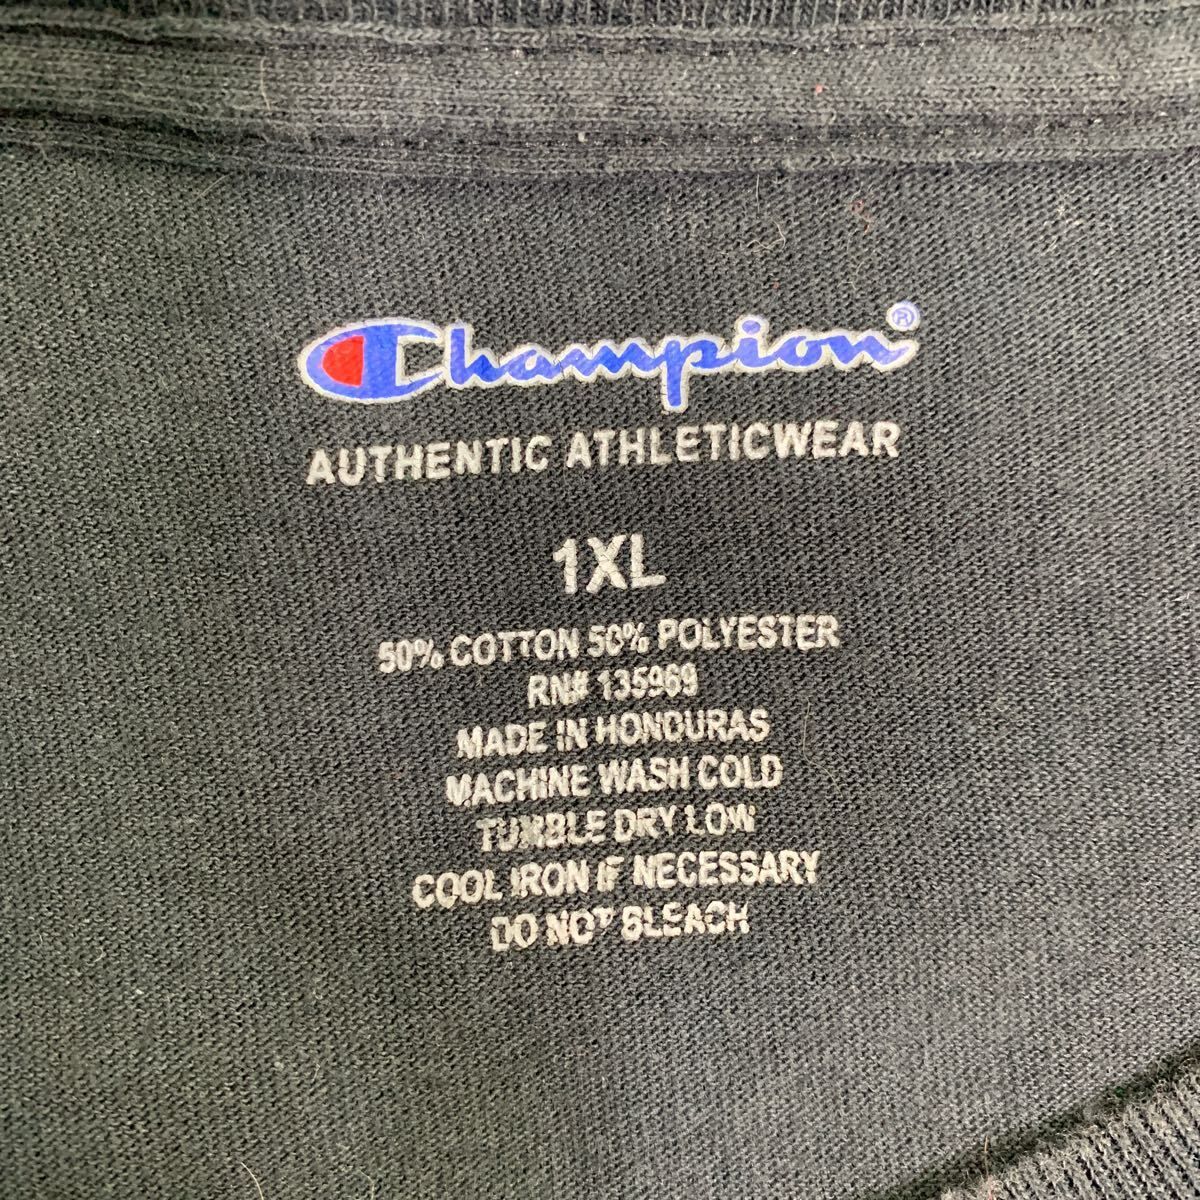 Champion®
AUTHENTIC ATHLETICWEAR
1XL
50% COTTON 50% POLYESTER
RN# 135969
MADE IN HONDURAS
MACHINE WASH COLD
TUMBLE DRY LOW
COOL IRON IF NECESSARY
DO NOT BLEACH